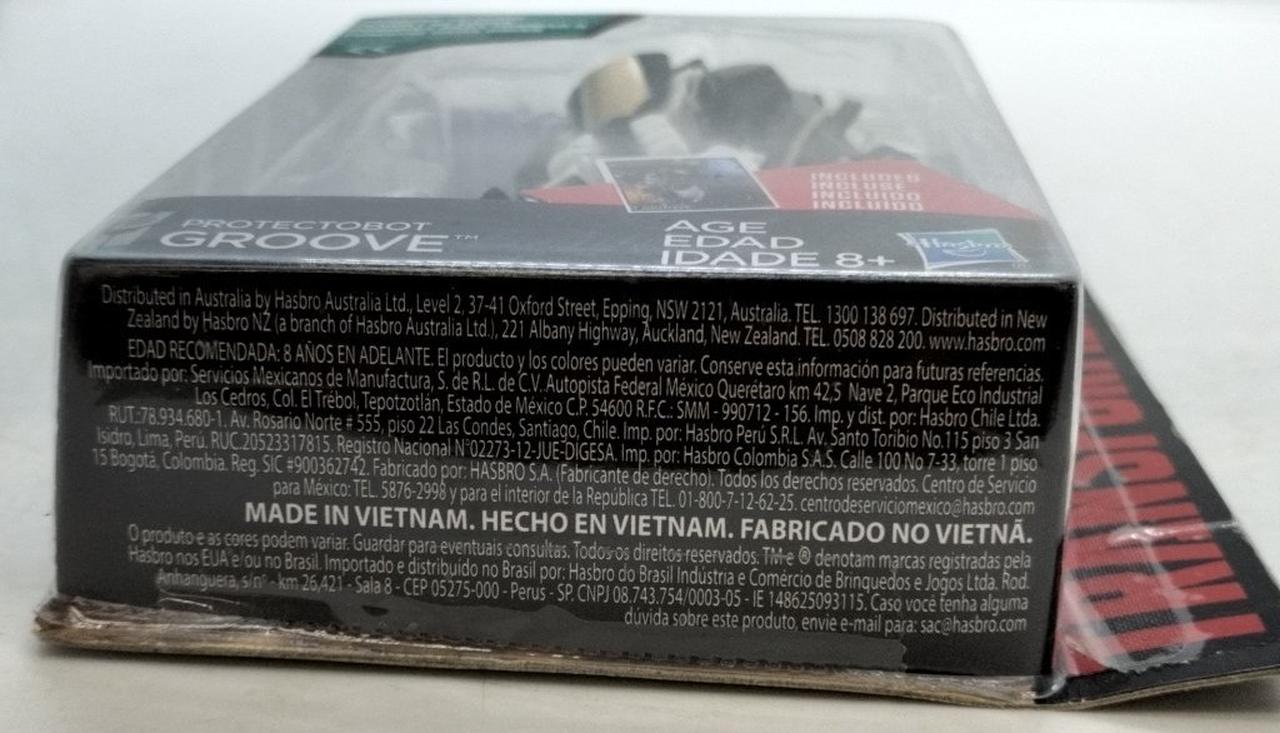 PROTECTOBOT
GROOVE™
AGE
EDAD
IDADE 8+
INCLUDES
INCLUSE
INCLUIDO
INCLUÍDO
Hasbro
Distributed in Australia by Hasbro Australia Ltd., Level 2, 37-41 Oxford Street, Epping, NSW 2121, Australia. TEL. 1300 138 697. Distributed in New
Zealand by Hasbro NZ (a branch of Hasbro Australia Ltd.), 221 Albany Highway, Auckland, New Zealand. TEL. 0508 828 200. www.hasbro.com
EDAD RECOMENDADA: 8 AÑOS EN ADELANTE. El producto y los colores pueden variar. Conserve esta información para futuras referencias.
Importado por: Servicios Mexicanos de Manufactura, S. de R.L. de C.V. Autopista Federal México Querétaro km 42,5 Nave 2, Parque Eco Industrial
Los Cedros, Col. El Trébol, Tepotzotlán, Estado de México C.P. 54600 R.F.C.: SMM - 990712 - 156. Imp. y dist. por: Hasbro Chile Ltda.
RUT.:78.934.680-1. Av. Rosario Norte # 555, piso 22 Las Condes, Santiago, Chile. Imp. por: Hasbro Perú S.R.L. Av. Santo Toribio No.115 piso 3 San
Isidro, Lima, Perú. RUC.20523317815. Registro Nacional N°02273-12-JUE-DIGESA. Imp. por: Hasbro Colombia S.A.S. Calle 100 No 7-33, torre 1 piso
15 Bogotá, Colombia. Reg. SIC #900362742. Fabricado por: HASBRO S.A. (Fabricante de derecho). Todos los derechos reservados. Centro de Servicio
para México: TEL. 5876-2998 y para el interior de la República TEL. 01-800-7-12-62-25. centrodeserviciomexico@hasbro.com
MADE IN VIETNAM. HECHO EN VIETNAM. FABRICADO NO VIETNÃ.
O produto e as cores podem variar. Guardar para eventuais consultas. Todos os direitos reservados. TM e ® denotam marcas registradas pela
Hasbro nos EUA e/ou no Brasil. Importado e distribuído no Brasil por: Hasbro do Brasil Indústria e Comércio de Brinquedos e Jogos Ltda. Rod.
Anhanguera, s/nº - km 26,421 - Sala 8 - CEP 05275-000 - Perus - SP. CNPJ 08.743.754/0003-05 - IE 148625093115. Caso você tenha alguma
dúvida sobre este produto, envie e-mail para: sac@hasbro.com